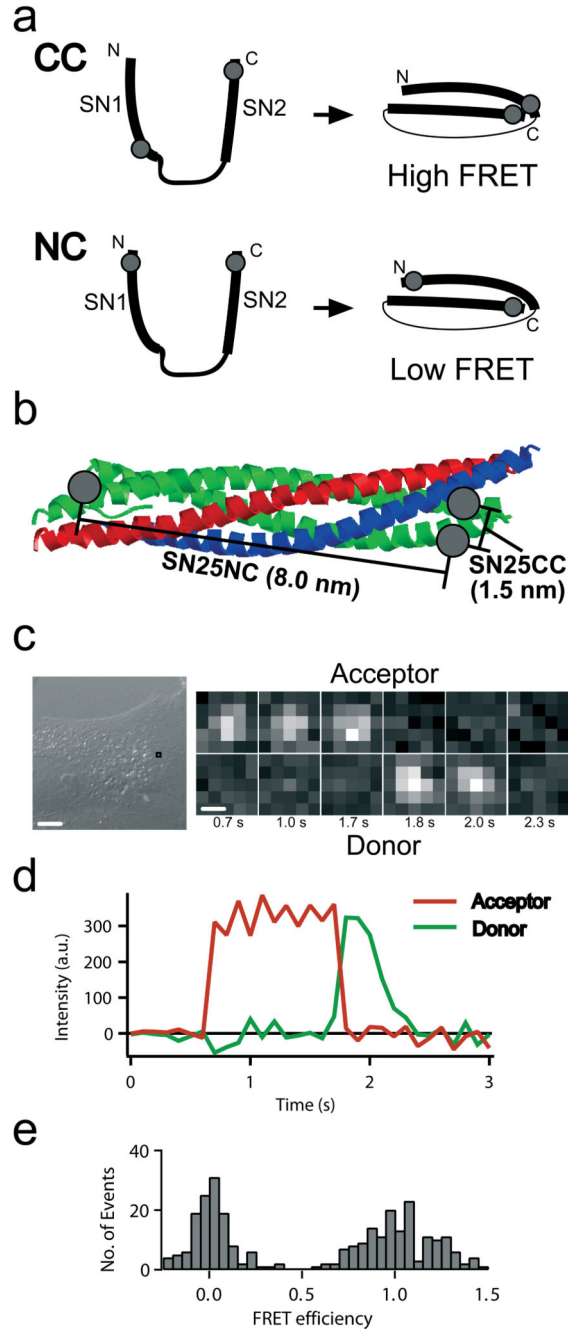 a
CC
N
C
SN1
SN2
N
C
High FRET
NC
N
C
SN1
SN2
N
C
Low FRET
b
SN25NC (8.0 nm)
SN25CC
(1.5 nm)
c
Acceptor
0.7 s 1.0 s 1.7 s 1.8 s 2.0 s 2.3 s
Donor
d
Acceptor
Donor
Intensity (a.u.)
300
200
100
0
0 1 2 3
Time (s)
e
No. of Events
40
20
0
0.0 0.5 1.0 1.5
FRET efficiency